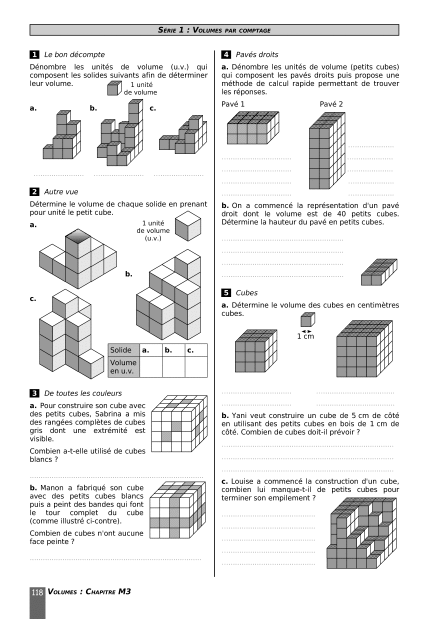 SÉRIE 1 : VOLUMES PAR COMPTAGE
1 Le bon décompte
Dénombre les unités de volume (u.v.) qui
composent les solides suivants afin de déterminer
leur volume.
1 unité
de volume
a. b. c.
2 Autre vue
Détermine le volume de chaque solide en prenant
pour unité le petit cube.
a.
1 unité
de volume
(u.v.)
b.
c.
Solide a. b. c.
Volume
en u.v.
3 De toutes les couleurs
a. Pour construire son cube avec
des petits cubes, Sabrina a mis
des rangées complètes de cubes
gris dont une extrémité est
visible.
Combien a-t-elle utilisé de cubes
blancs ?
b. Manon a fabriqué son cube
avec des petits cubes blancs
puis a peint des bandes qui font
le tour complet du cube
(comme illustré ci-contre).
Combien de cubes n'ont aucune
face peinte ?
4 Pavés droits
a. Dénombre les unités de volume (petits cubes)
qui composent les pavés droits puis propose une
méthode de calcul rapide permettant de trouver
les réponses.
Pavé 1 Pavé 2
b. On a commencé la représentation d'un pavé
droit dont le volume est de 40 petits cubes.
Détermine la hauteur du pavé en petits cubes.
5 Cubes
a. Détermine le volume des cubes en centimètres
cubes.
1 cm
b. Yani veut construire un cube de 5 cm de côté
en utilisant des petits cubes en bois de 1 cm de
côté. Combien de cubes doit-il prévoir ?
c. Louise a commencé la construction d'un cube,
combien lui manque-t-il de petits cubes pour
terminer son empilement ?
118 VOLUMES : CHAPITRE M3